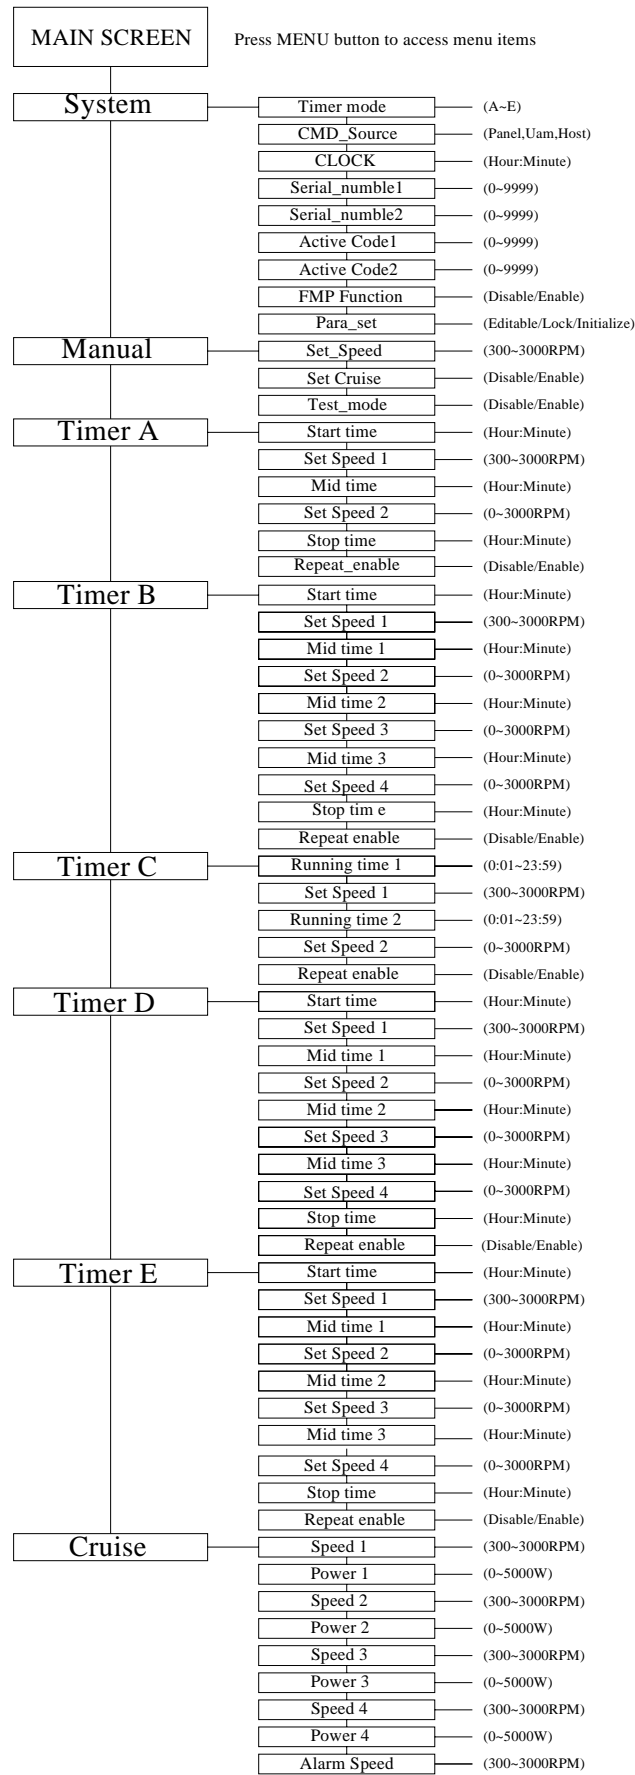 MAIN SCREEN Press MENU button to access menu items
System Timer mode (A~E)
CMD_Source (Panel,Uam,Host)
CLOCK (Hour:Minute)
Serial_numble1 (0~9999)
Serial_numble2 (0~9999)
Active Code1 (0~9999)
Active Code2 (0~9999)
FMP Function (Disable/Enable)
Para_set (Editable/Lock/Initialize)
Manual Set_Speed (300~3000RPM)
Set Cruise (Disable/Enable)
Test_mode (Disable/Enable)
Timer A Start time (Hour:Minute)
Set Speed 1 (300~3000RPM)
Mid time (Hour:Minute)
Set Speed 2 (0~3000RPM)
Stop time (Hour:Minute)
Repeat_enable (Disable/Enable)
Timer B Start time (Hour:Minute)
Set Speed 1 (300~3000RPM)
Mid time 1 (Hour:Minute)
Set Speed 2 (0~3000RPM)
Mid time 2 (Hour:Minute)
Set Speed 3 (0~3000RPM)
Mid time 3 (Hour:Minute)
Set Speed 4 (0~3000RPM)
Stop tim e (Hour:Minute)
Repeat enable (Disable/Enable)
Timer C Running time 1 (0:01~23:59)
Set Speed 1 (300~3000RPM)
Running time 2 (0:01~23:59)
Set Speed 2 (0~3000RPM)
Repeat enable (Disable/Enable)
Timer D Start time (Hour:Minute)
Set Speed 1 (300~3000RPM)
Mid time 1 (Hour:Minute)
Set Speed 2 (0~3000RPM)
Mid time 2 (Hour:Minute)
Set Speed 3 (0~3000RPM)
Mid time 3 (Hour:Minute)
Set Speed 4 (0~3000RPM)
Stop time (Hour:Minute)
Repeat enable (Disable/Enable)
Timer E Start time (Hour:Minute)
Set Speed 1 (300~3000RPM)
Mid time 1 (Hour:Minute)
Set Speed 2 (0~3000RPM)
Mid time 2 (Hour:Minute)
Set Speed 3 (0~3000RPM)
Mid time 3 (Hour:Minute)
Set Speed 4 (0~3000RPM)
Stop time (Hour:Minute)
Repeat enable (Disable/Enable)
Cruise Speed 1 (300~3000RPM)
Power 1 (0~5000W)
Speed 2 (300~3000RPM)
Power 2 (0~5000W)
Speed 3 (300~3000RPM)
Power 3 (0~5000W)
Speed 4 (300~3000RPM)
Power 4 (0~5000W)
Alarm Speed (300~3000RPM)